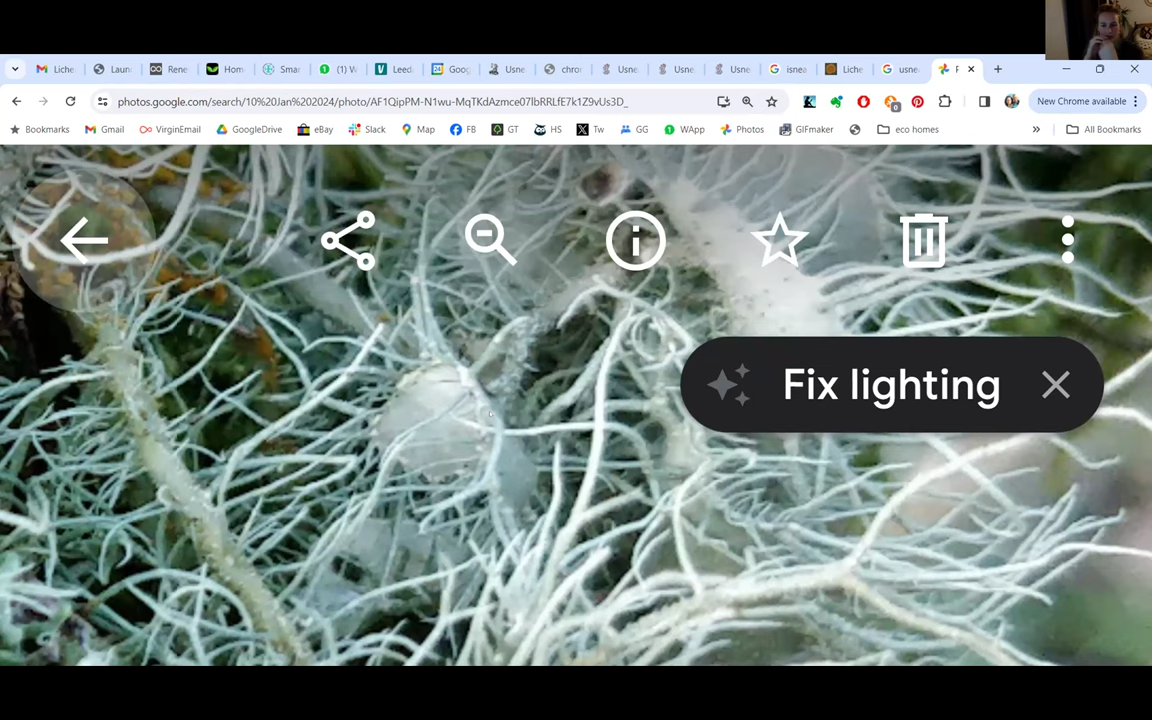 Liche
Laun
Rene
Hom
Smar
(1) W
Leed
Goog
Usne
chro
Usne
Usne
Usne
isnea
Liche
usne
F
photos.google.com/search/10%20Jan%202024/photo/AF1QipPM-N1wu-MqTKdAzmce07lbRRLfE7k1Z9vUs3D_
New Chrome available
Bookmarks
Gmail
VirginEmail
GoogleDrive
eBay
Slack
Map
FB
GT
HS
Tw
GG
WApp
Photos
GIFmaker
eco homes
All Bookmarks
Fix lighting